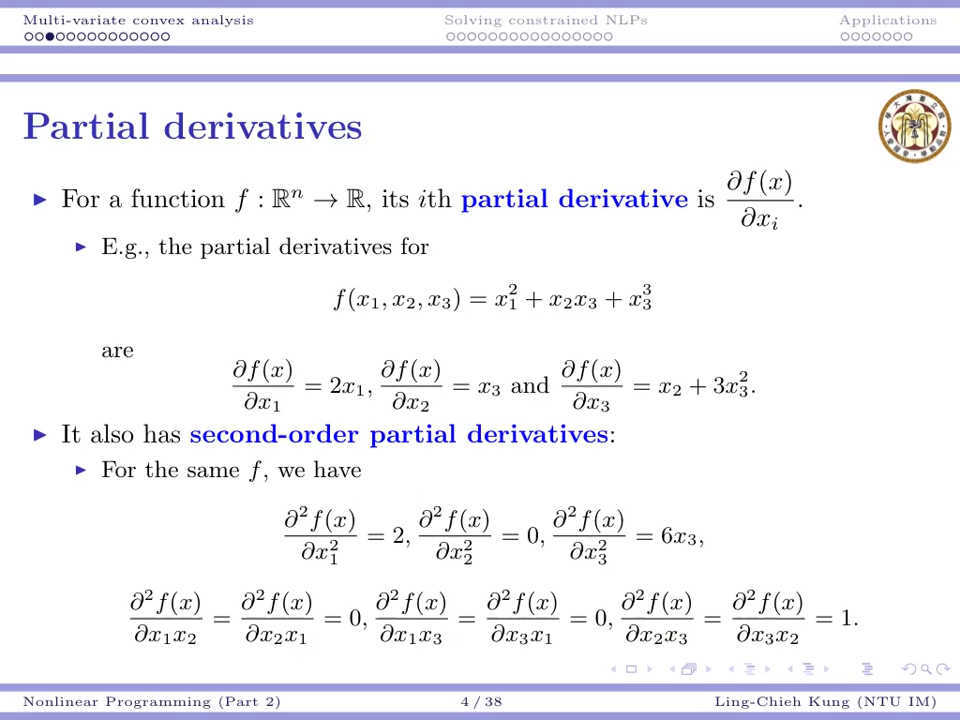 Multi-variate convex analysis Solving constrained NLPs Applications
Partial derivatives
▶ For a function f : ℝⁿ → ℝ, its ith partial derivative is ∂f(x)/∂xᵢ.
▶ E.g., the partial derivatives for
f(x₁, x₂, x₃) = x₁² + x₂x₃ + x₃³
are
∂f(x)/∂x₁ = 2x₁, ∂f(x)/∂x₂ = x₃ and ∂f(x)/∂x₃ = x₂ + 3x₃².
▶ It also has second-order partial derivatives:
▶ For the same f, we have
∂²f(x)/∂x₁² = 2, ∂²f(x)/∂x₂² = 0, ∂²f(x)/∂x₃² = 6x₃,
∂²f(x)/∂x₁x₂ = ∂²f(x)/∂x₂x₁ = 0, ∂²f(x)/∂x₁x₃ = ∂²f(x)/∂x₃x₁ = 0, ∂²f(x)/∂x₂x₃ = ∂²f(x)/∂x₃x₂ = 1.
Nonlinear Programming (Part 2) 4 / 38 Ling-Chieh Kung (NTU IM)